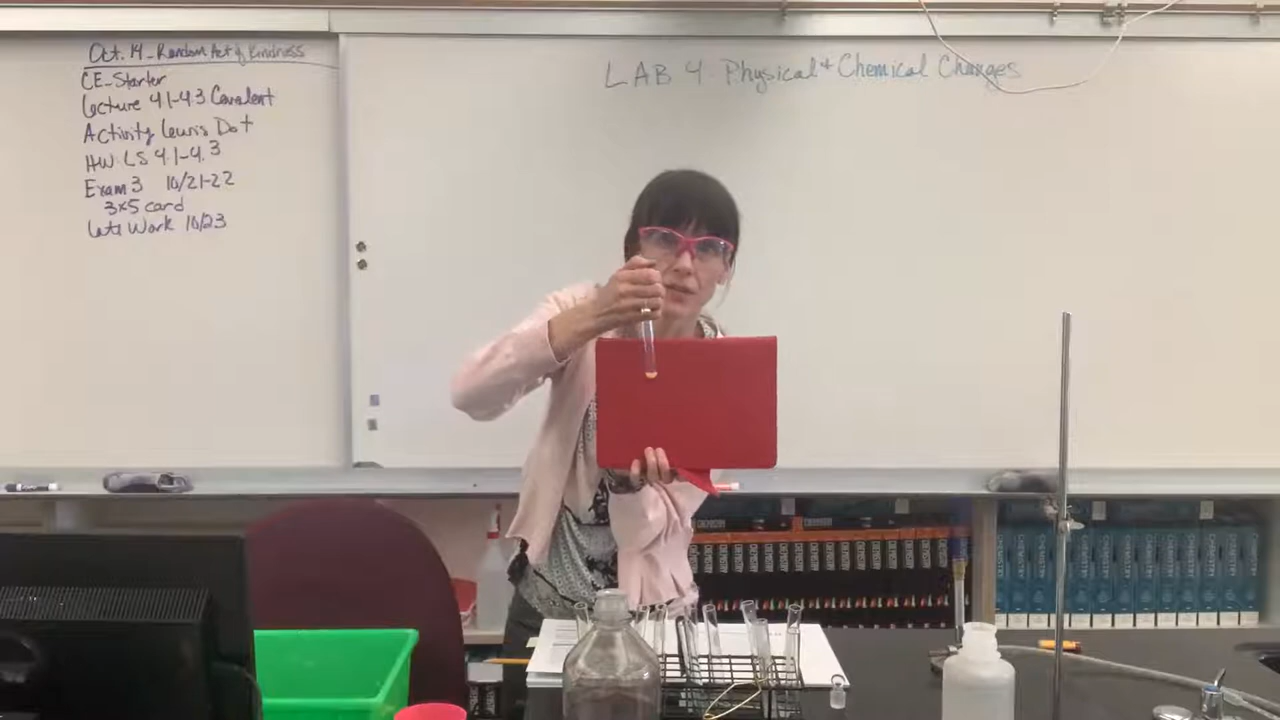 Oct. 14 - Random Act of Kindness
CE-Starter
Lecture 4.1-4.3 Covalent
Activity Lewis Dot
HW: LS 4.1-4.3
Exam 3 10/21-22
3x5 card
Late Work 10/23
LAB 4: Physical + Chemical Changes
CHEMISTRY
CHEMISTRY